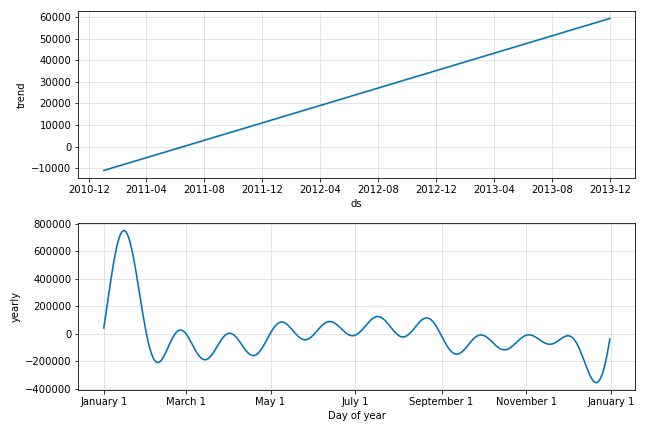 60000
50000
40000
30000
20000
10000
0
−10000
trend
2010-12 2011-04 2011-08 2011-12 2012-04 2012-08 2012-12 2013-04 2013-08 2013-12
ds
800000
600000
400000
200000
0
−200000
−400000
yearly
January 1 March 1 May 1 July 1 September 1 November 1 January 1
Day of year